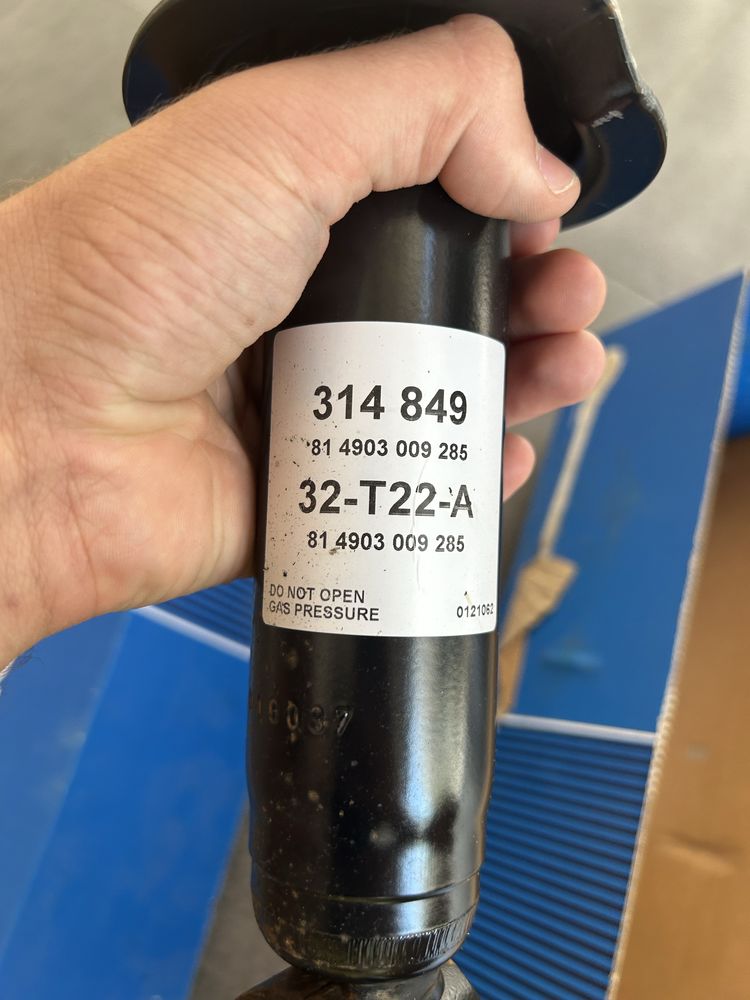 314 849
81 4903 009 285
32-T22-A
81 4903 009 285
DO NOT OPEN
GAS PRESSURE 0121062